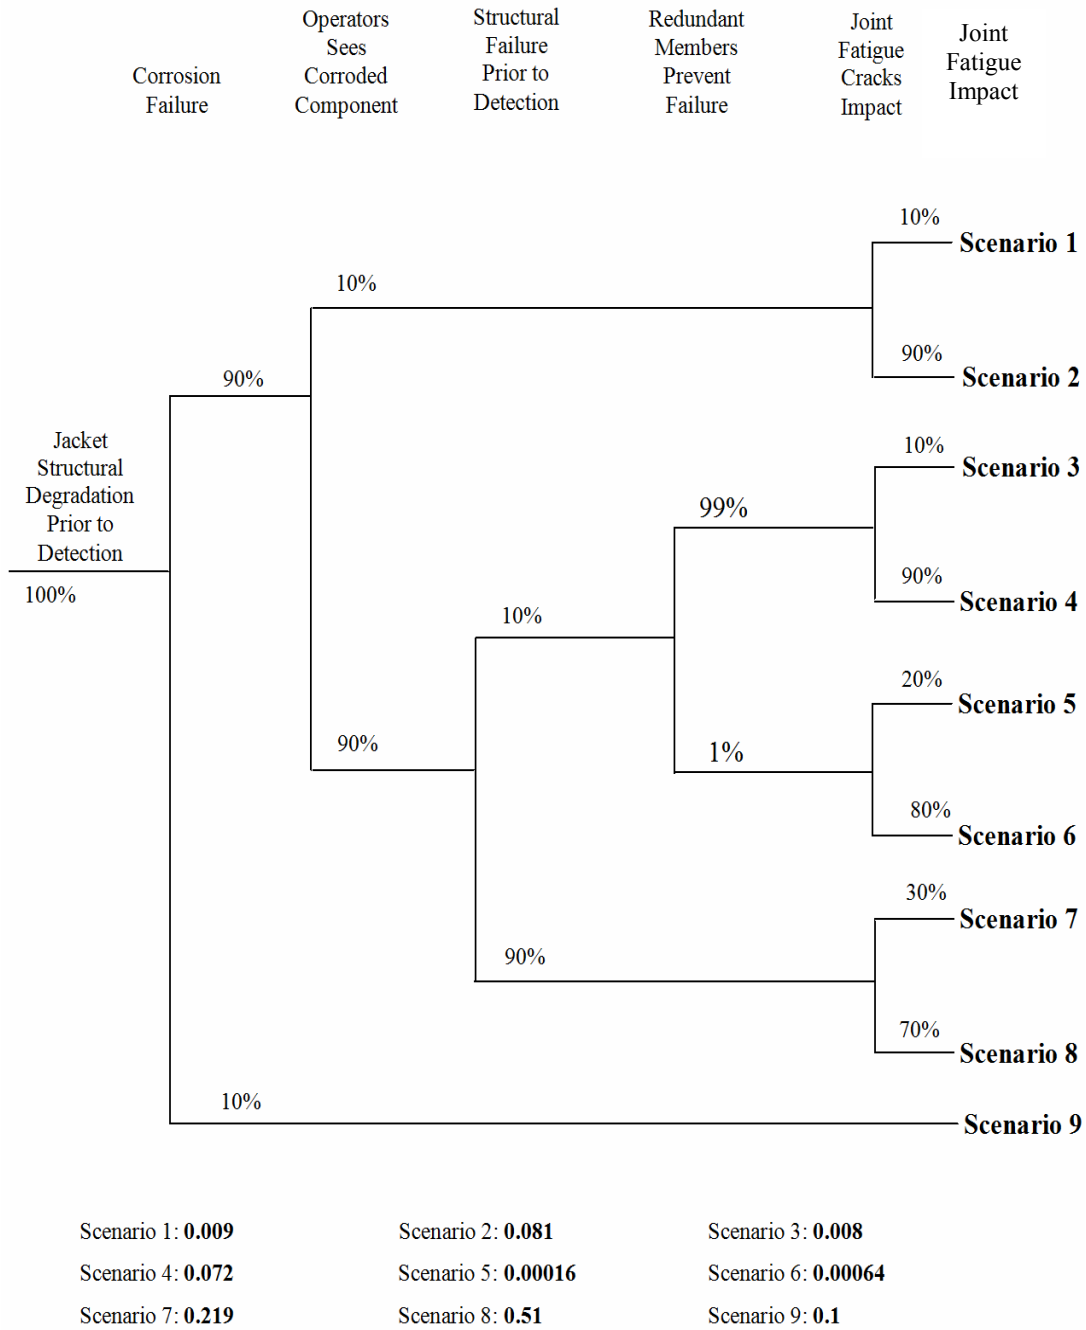 Corrosion
Failure
Operators
Sees
Corroded
Component
Structural
Failure
Prior to
Detection
Redundant
Members
Prevent
Failure
Joint
Fatigue
Cracks
Impact
Joint
Fatigue
Impact
10%
Scenario 1
10%
90%
Scenario 2
90%
Jacket
Structural
Degradation
Prior to
Detection
100%
10%
Scenario 3
99%
90%
Scenario 4
10%
20%
Scenario 5
90%
1%
80%
Scenario 6
30%
Scenario 7
90%
70%
Scenario 8
10%
Scenario 9
Scenario 1: 0.009 Scenario 2: 0.081 Scenario 3: 0.008
Scenario 4: 0.072 Scenario 5: 0.00016 Scenario 6: 0.00064
Scenario 7: 0.219 Scenario 8: 0.51 Scenario 9: 0.1